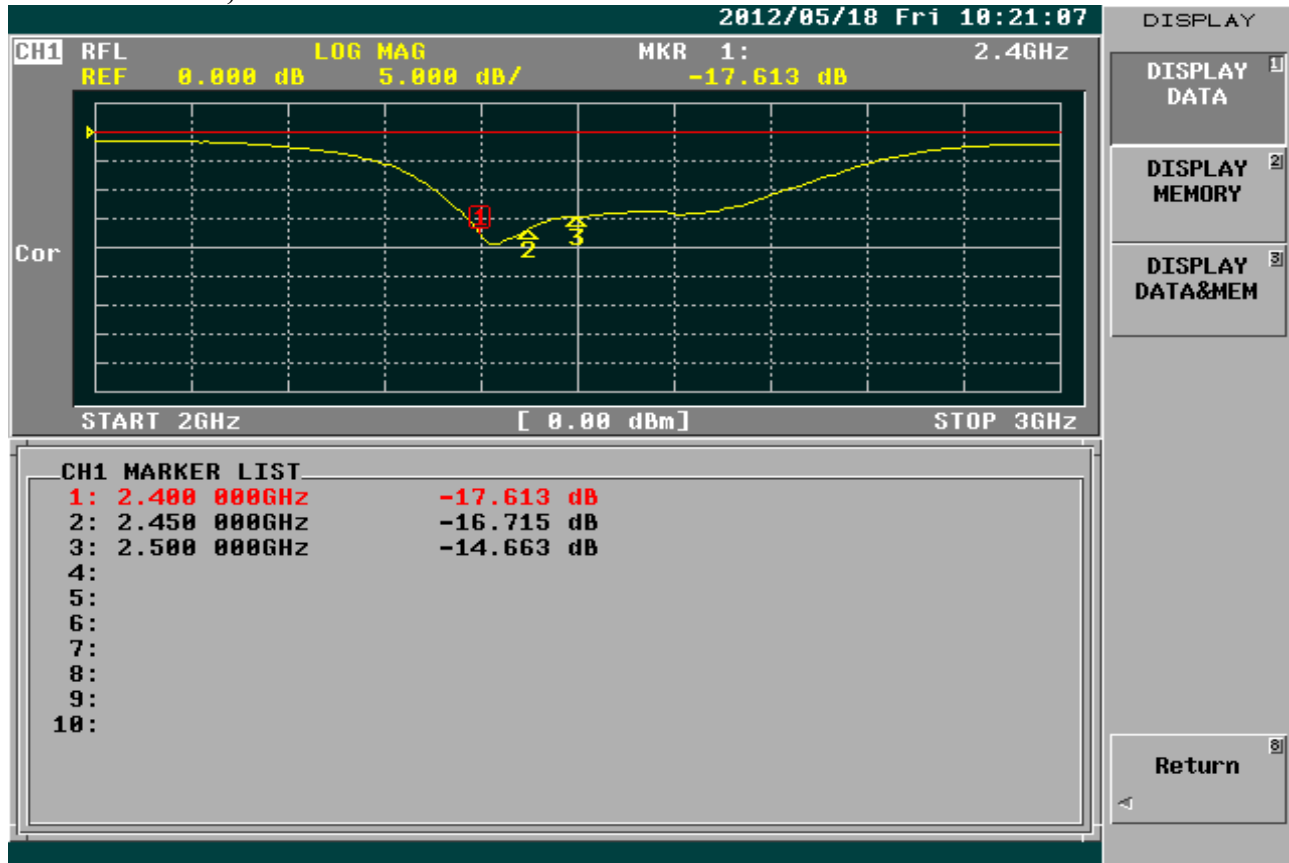 2012/05/18 Fri 10:21:07
DISPLAY
CH1 RFL LOG MAG MKR 1: 2.4GHz
REF 0.000 dB 5.000 dB/ -17.613 dB
1
2
3
Cor
START 2GHz [ 0.00 dBm] STOP 3GHz
CH1 MARKER LIST
1: 2.400 000GHz -17.613 dB
2: 2.450 000GHz -16.715 dB
3: 2.500 000GHz -14.663 dB
4:
5:
6:
7:
8:
9:
10:
DISPLAY 1
DATA
DISPLAY 2
MEMORY
DISPLAY 3
DATA&MEM
8
Return